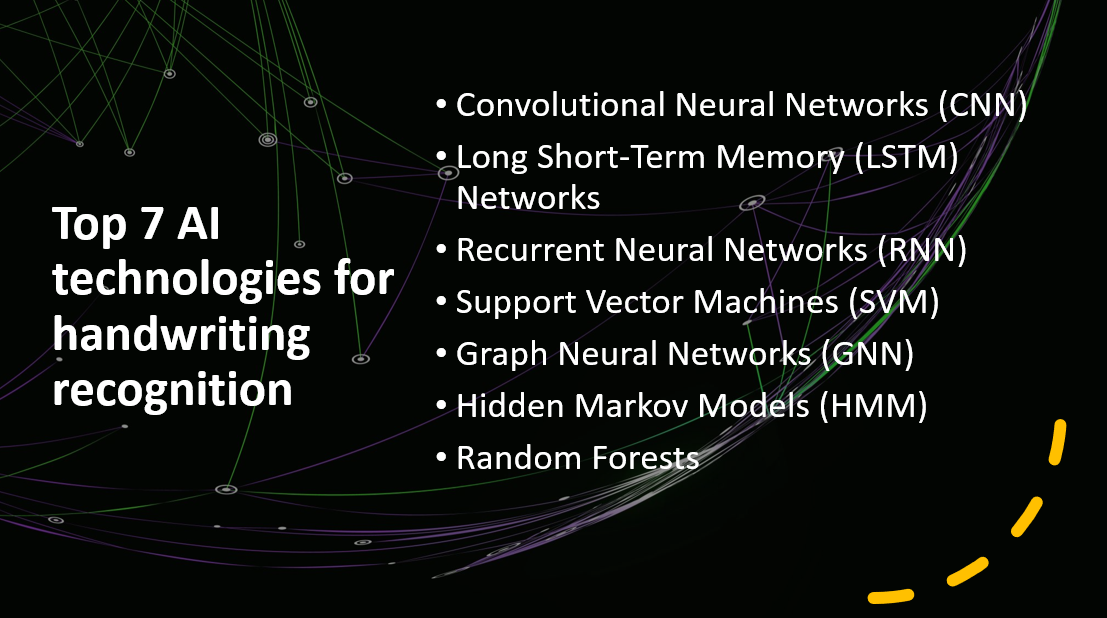 Top 7 AI
technologies for
handwriting
recognition
• Convolutional Neural Networks (CNN)
• Long Short-Term Memory (LSTM)
Networks
• Recurrent Neural Networks (RNN)
• Support Vector Machines (SVM)
• Graph Neural Networks (GNN)
• Hidden Markov Models (HMM)
• Random Forests